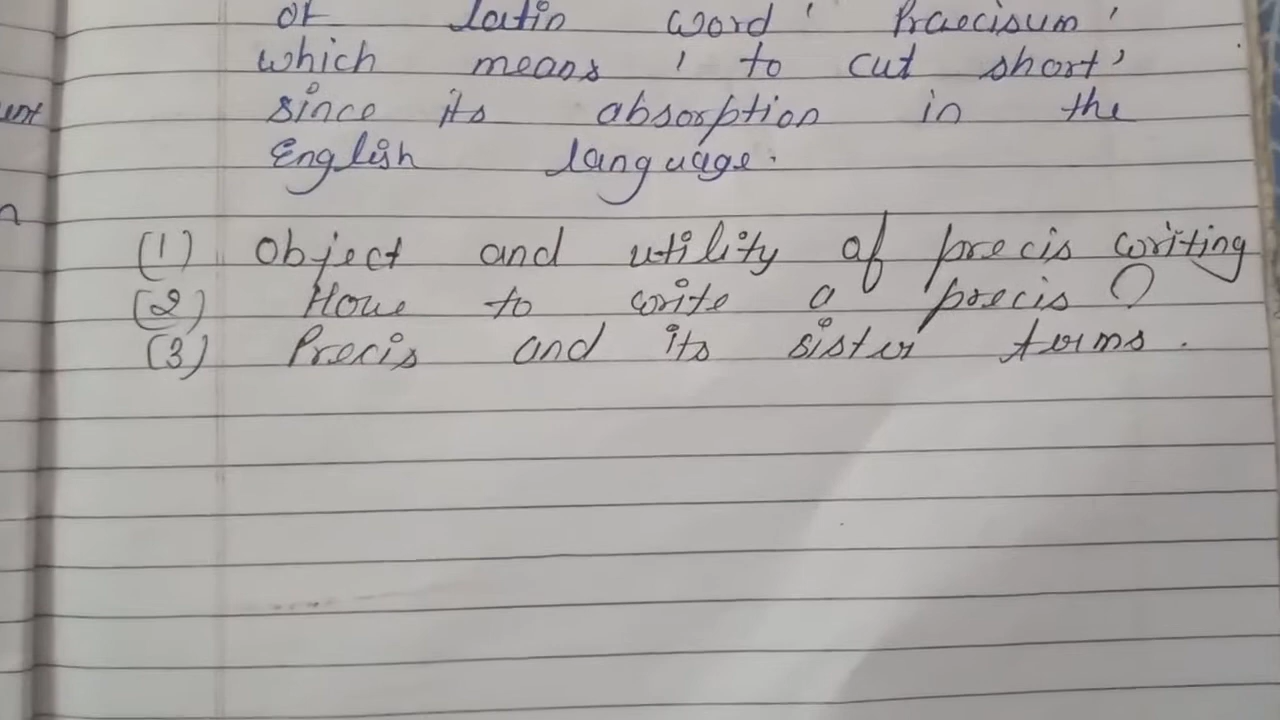 of Latin word ' Praecisum '
which means ' to cut short '
since its absorption in the
English language.
(1) Object and utility of precis writing
(2) How to write a precis ?
(3) Precis and its sister terms.